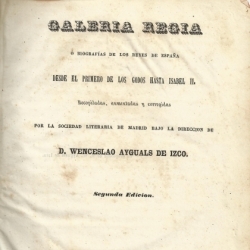 GALERIA REGIA
Ó BIOGRAFIAS DE LOS REYES DE ESPAÑA
DESDE EL PRIMERO DE LOS GODOS HASTA ISABEL II.
Recopiladas, aumentadas y corregidas
POR LA SOCIEDAD LITERARIA DE MADRID BAJO LA DIRECCION DE
D. WENCESLAO AYGUALS DE IZCO.
Segunda Edicion.